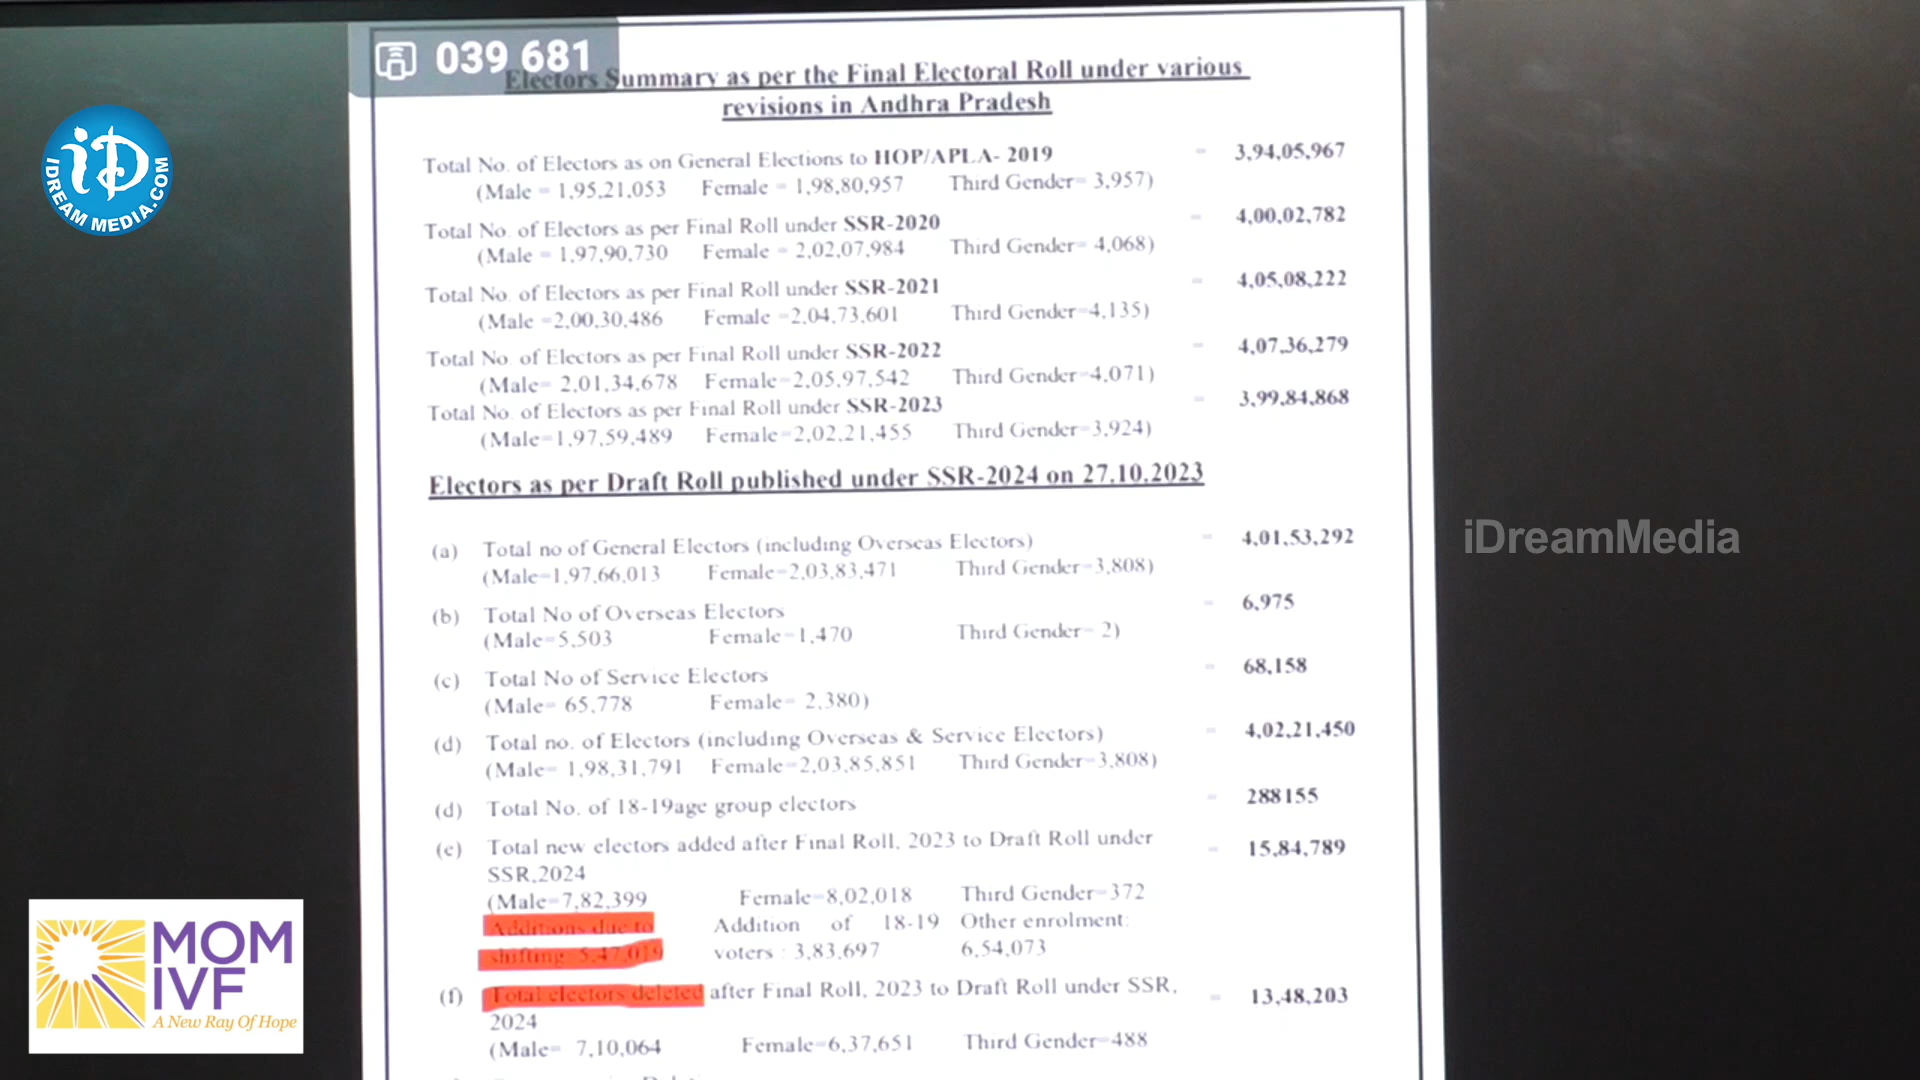 039 681
Electors Summary as per the Final Electoral Roll under various
revisions in Andhra Pradesh
Total No. of Electors as on General Elections to HOP/APLA- 2019 = 3,94,05,967
(Male = 1,95,21,053 Female = 1,98,80,957 Third Gender= 3,957)
Total No. of Electors as per Final Roll under SSR-2020 = 4,00,02,782
(Male = 1,97,90,730 Female = 2,02,07,984 Third Gender= 4,068)
Total No. of Electors as per Final Roll under SSR-2021 = 4,05,08,222
(Male =2,00,30,486 Female =2,04,73,601 Third Gender=4,135)
Total No. of Electors as per Final Roll under SSR-2022 = 4,07,36,279
(Male= 2,01,34,678 Female=2,05,97,542 Third Gender=4,071)
Total No. of Electors as per Final Roll under SSR-2023 = 3,99,84,868
(Male=1,97,59,489 Female=2,02,21,455 Third Gender=3,924)
Electors as per Draft Roll published under SSR-2024 on 27.10.2023
(a) Total no of General Electors (including Overseas Electors) = 4,01,53,292
(Male=1,97,66,013 Female=2,03,83,471 Third Gender=3,808)
(b) Total No of Overseas Electors = 6,975
(Male=5,503 Female=1,470 Third Gender= 2)
(c) Total No of Service Electors = 68,158
(Male= 65,778 Female= 2,380)
(d) Total no. of Electors (including Overseas & Service Electors) = 4,02,21,450
(Male= 1,98,31,791 Female=2,03,85,851 Third Gender=3,808)
(d) Total No. of 18-19age group electors = 288155
(e) Total new electors added after Final Roll, 2023 to Draft Roll under = 15,84,789
SSR,2024
(Male=7,82,399 Female=8,02,018 Third Gender=372
Additions due to Addition of 18-19 Other enrolment:
shifting: 5,47,019 voters : 3,83,697 6,54,073
(f) Total electors deleted after Final Roll, 2023 to Draft Roll under SSR, = 13,48,203
2024
(Male= 7,10,064 Female=6,37,651 Third Gender=488
iD
IDREAM MEDIA.COM
iDreamMedia
MOM
IVF
A New Ray Of Hope